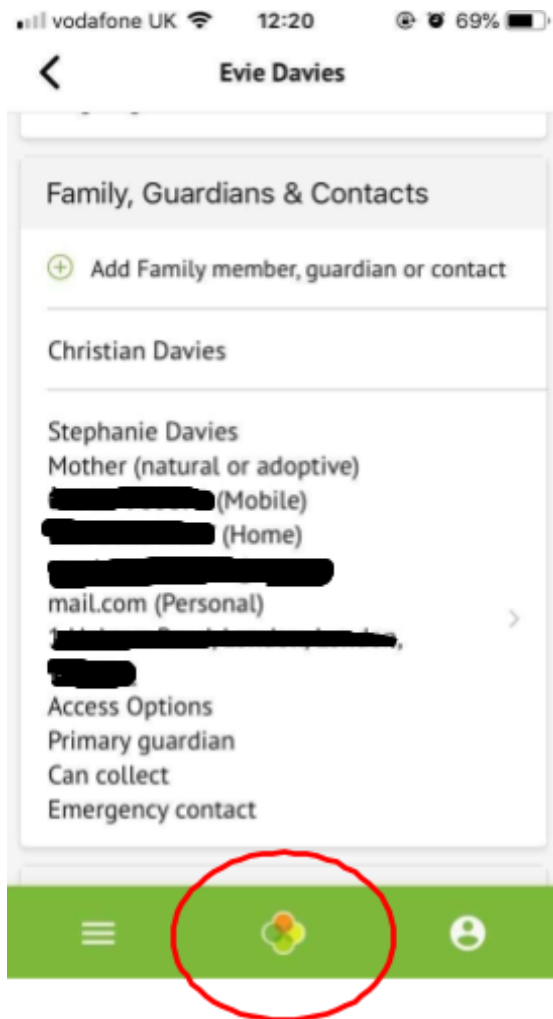 vodafone UK 12:20 69%
Evie Davies
Family, Guardians & Contacts
Add Family member, guardian or contact
Christian Davies
Stephanie Davies
Mother (natural or adoptive)
(Mobile)
(Home)
mail.com (Personal)
Access Options
Primary guardian
Can collect
Emergency contact